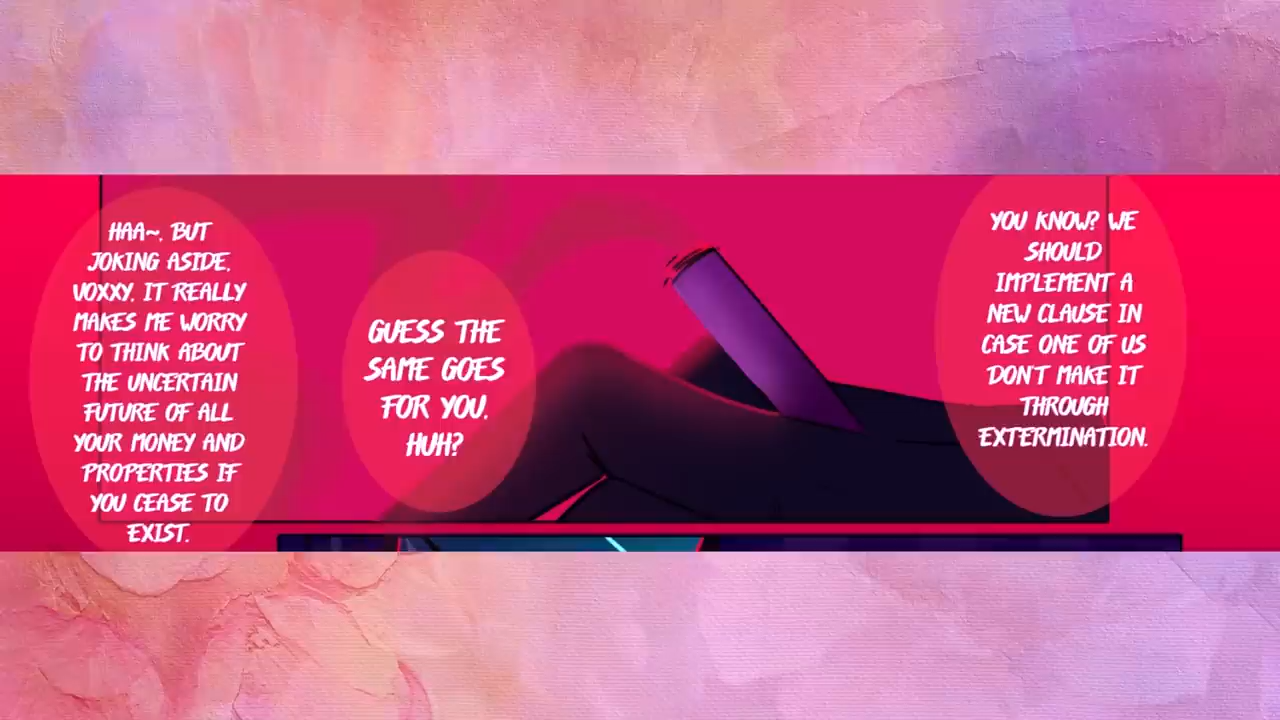 HAA~, BUT
JOKING ASIDE,
VOXXY, IT REALLY
MAKES ME WORRY
TO THINK ABOUT
THE UNCERTAIN
FUTURE OF ALL
YOUR MONEY AND
PROPERTIES IF
YOU CEASE TO
EXIST.
GUESS THE
SAME GOES
FOR YOU,
HUH?
YOU KNOW? WE
SHOULD
IMPLEMENT A
NEW CLAUSE IN
CASE ONE OF US
DON'T MAKE IT
THROUGH
EXTERMINATION.